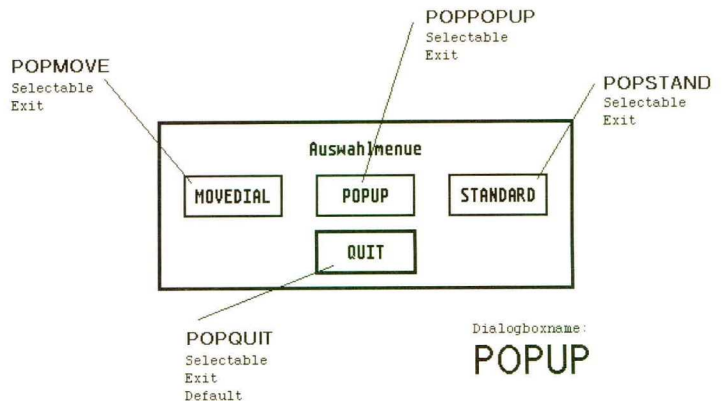 POPPOPUP
Selectable
Exit
POPMOVE
Selectable
Exit
POPSTAND
Selectable
Exit
Auswahlmenue
MOVEDIAL
POPUP
STANDARD
QUIT
POPQUIT
Selectable
Exit
Default
Dialogboxname:
POPUP